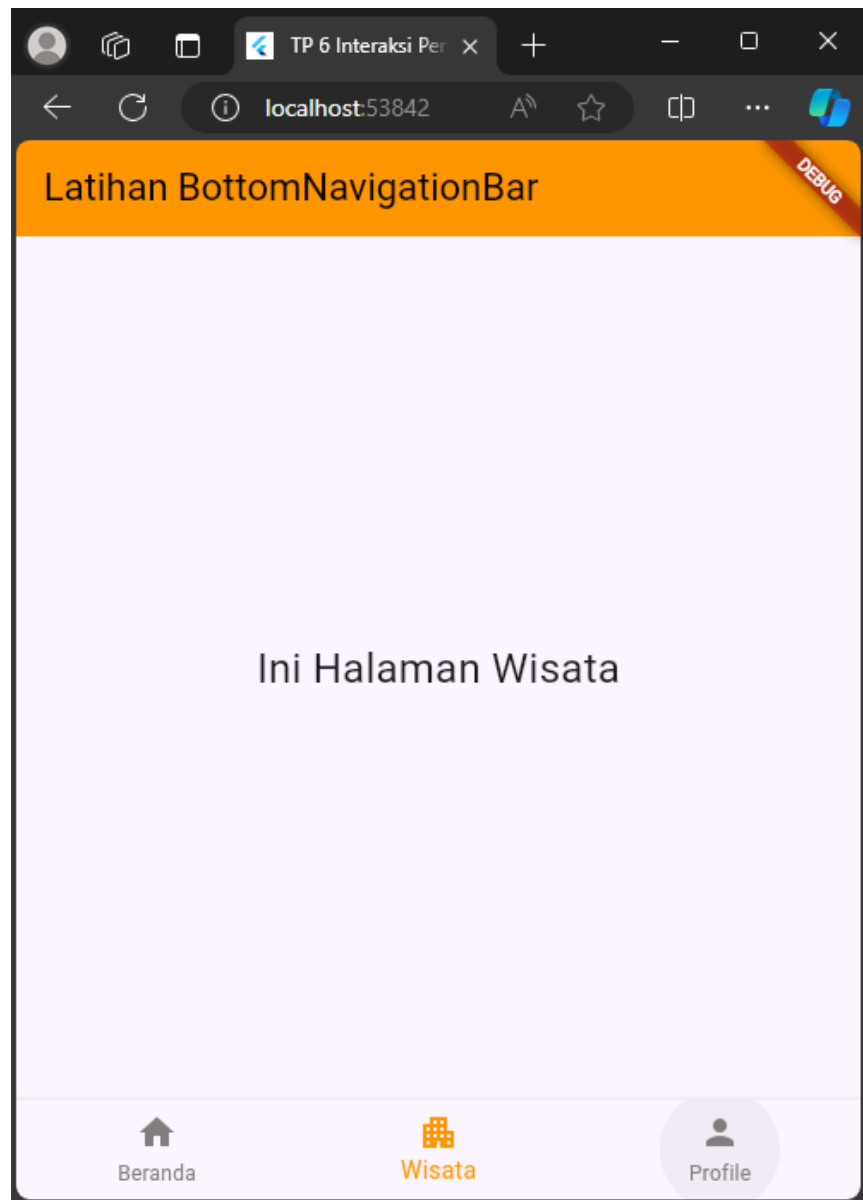 TP 6 Interaksi Per
localhost:53842
Latihan BottomNavigationBar
DEBUG
Ini Halaman Wisata
Beranda
Wisata
Profile